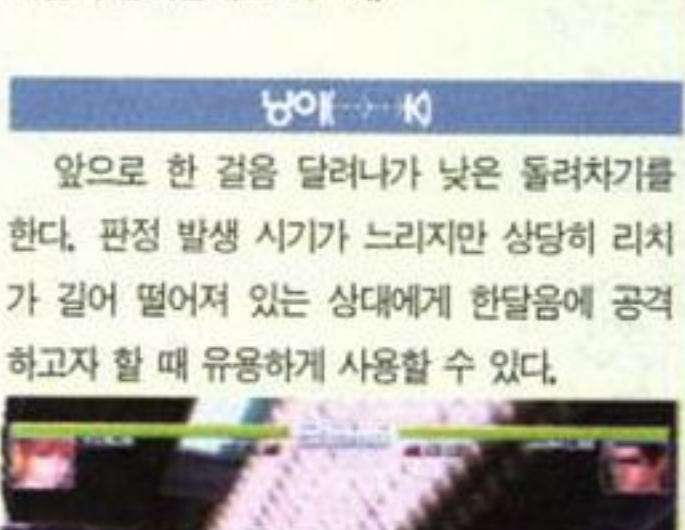 앞으로 한 걸음 달려나가 낮은 돌려차기를
한다. 판정 발생 시기가 느리지만 상당히 리치
가 길어 떨어져 있는 상대에게 한달음에 공격
하고자 할 때 유용하게 사용할 수 있다.